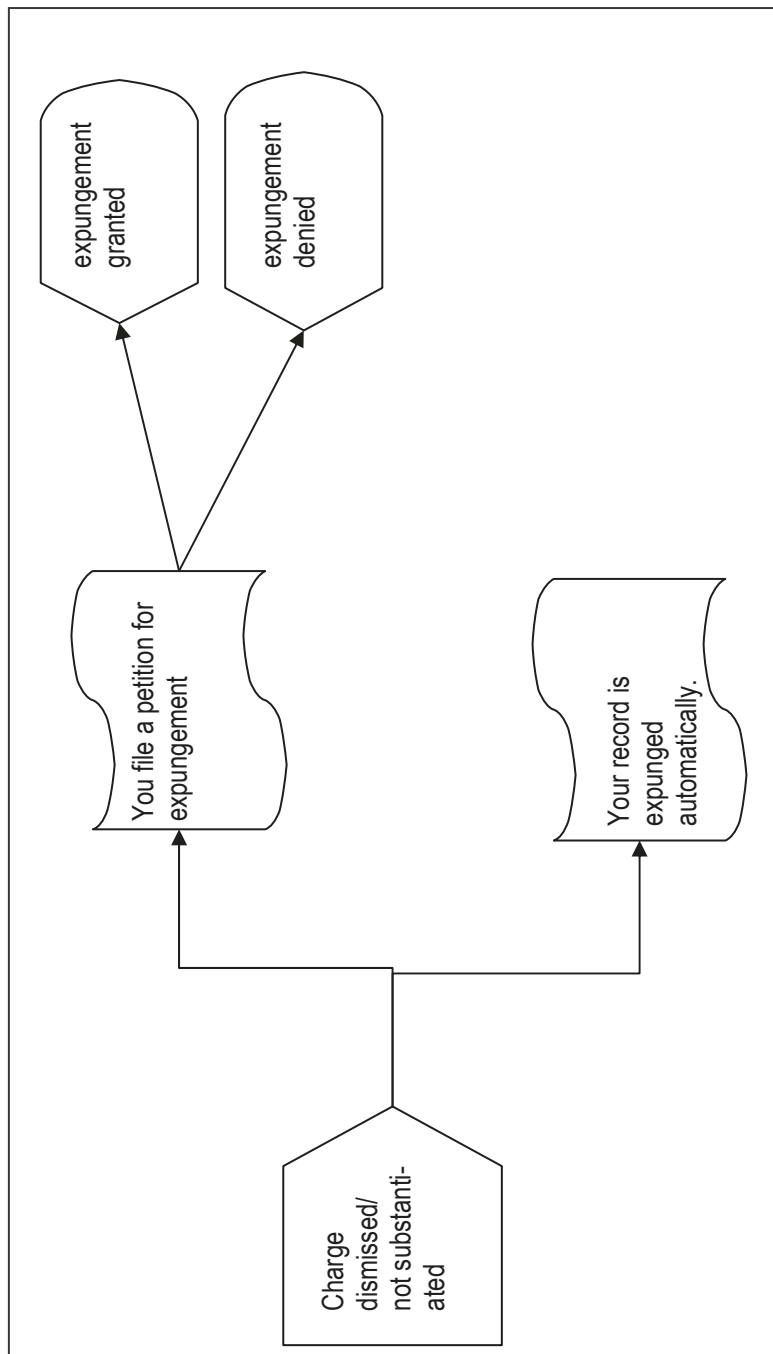 Charge
dismissed/
not substanti-
ated
You file a petition for
expungement
expungement
granted
expungement
denied
Your record is
expunged
automatically.